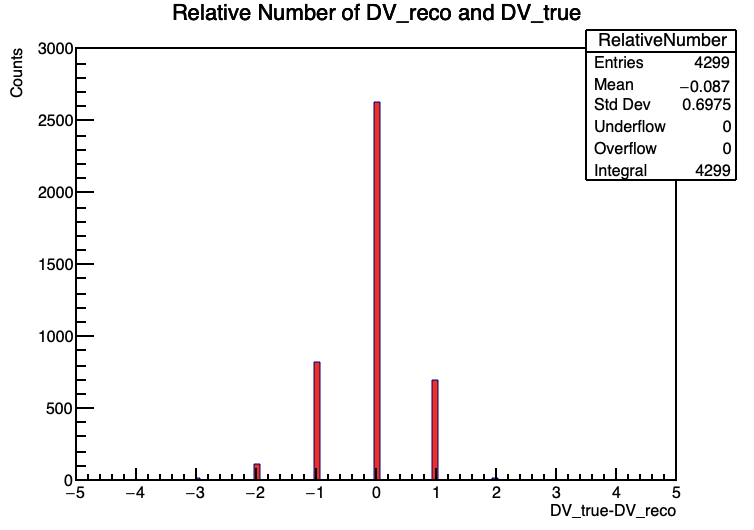 Relative Number of DV_reco and DV_true
RelativeNumber
Entries 4299
Mean −0.087
Std Dev 0.6975
Underflow 0
Overflow 0
Integral 4299
Counts
3000
2500
2000
1500
1000
500
0
−5 −4 −3 −2 −1 0 1 2 3 4 5
DV_true-DV_reco